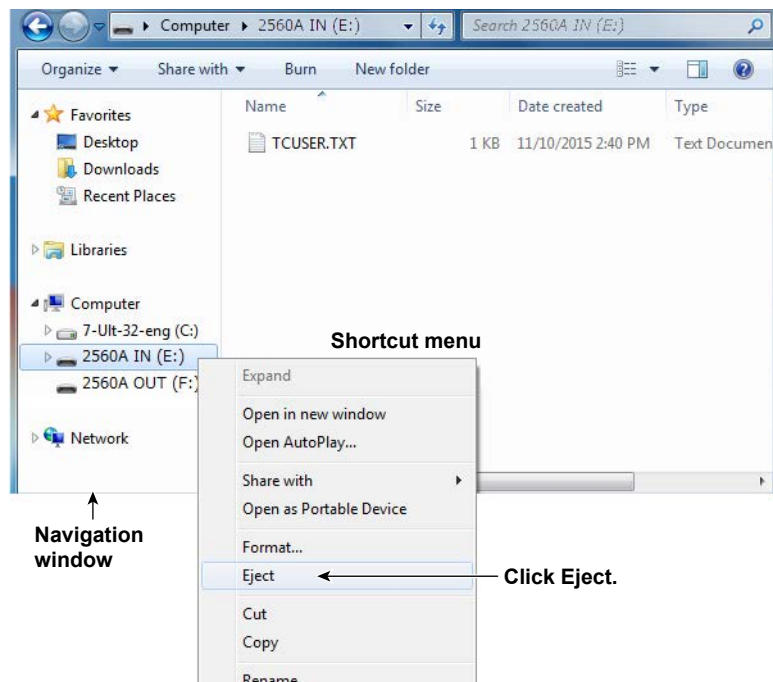 Computer 2560A IN (E:) Search 2560A IN (E:)
Organize Share with Burn New folder
Name Size Date created Type
Favorites
TCUSER.TXT 1 KB 11/10/2015 2:40 PM Text Documen
Desktop
Downloads
Recent Places
Libraries
Computer
7-Ult-32-eng (C:)
2560A IN (E:)
2560A OUT (F:)
Network
Shortcut menu
Expand
Open in new window
Open AutoPlay...
Share with
Open as Portable Device
Format...
Eject
Cut
Copy
Rename
Navigation
window
Click Eject.